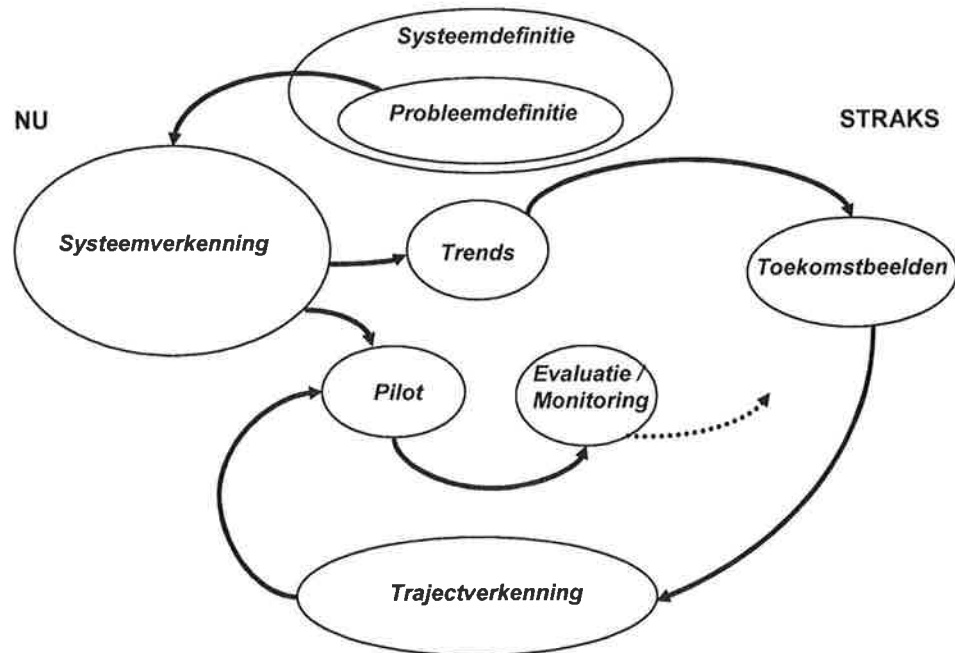 Systeemdefinitie
Probleemdefinitie
NU
STRAKS
Systeemverkenning
Trends
Toekomstbeelden
Pilot
Evaluatie /
Monitoring
Trajectverkenning